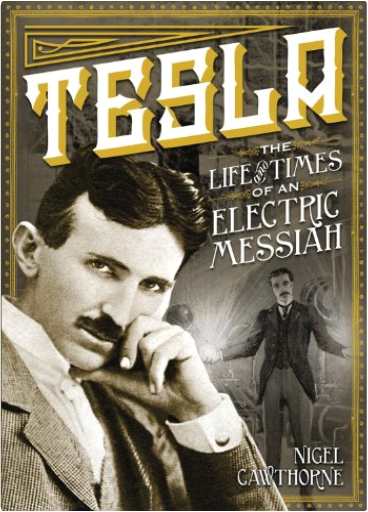 TESLA
THE
LIFE AND TIMES
OF AN
ELECTRIC
MESSIAH
NIGEL
CAWTHORNE